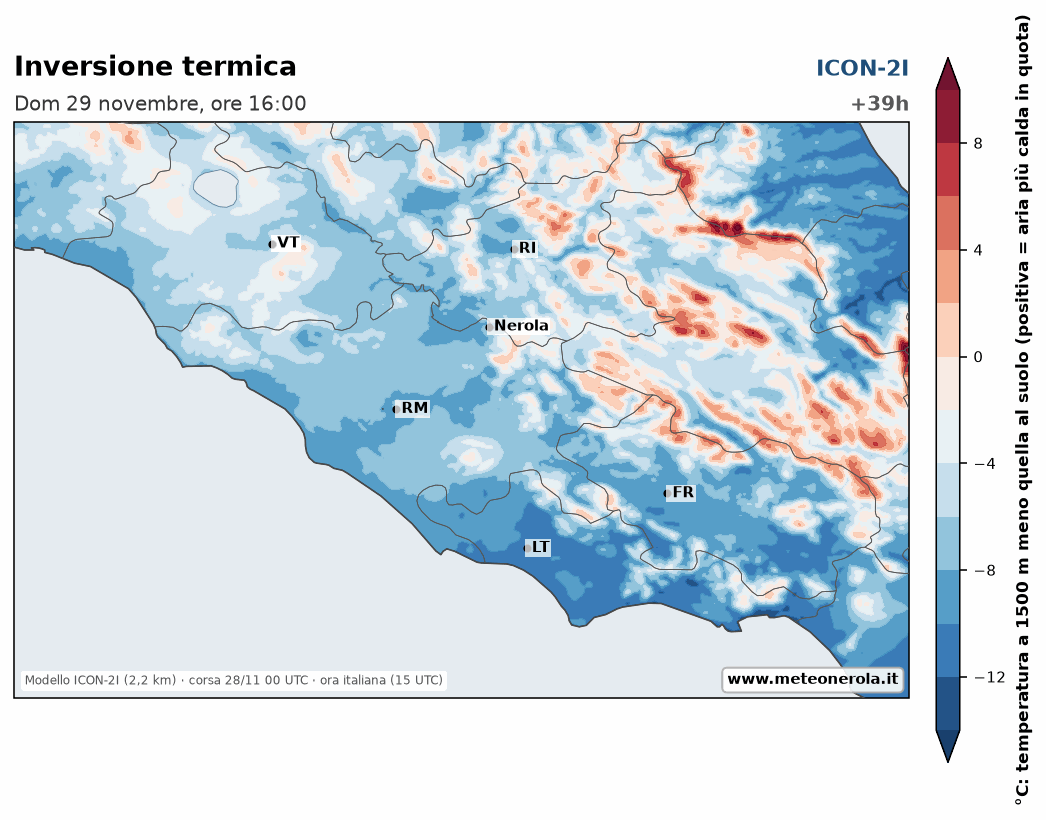 Inversione termica
ICON-2I
Dom 29 novembre, ore 16:00
+39h
VT
RI
Nerola
RM
FR
LT
Modello ICON-2I (2,2 km) · corsa 28/11 00 UTC · ora italiana (15 UTC)
www.meteonerola.it
8
4
0
−4
−8
−12
°C: temperatura a 1500 m meno quella al suolo (positiva = aria più calda in quota)